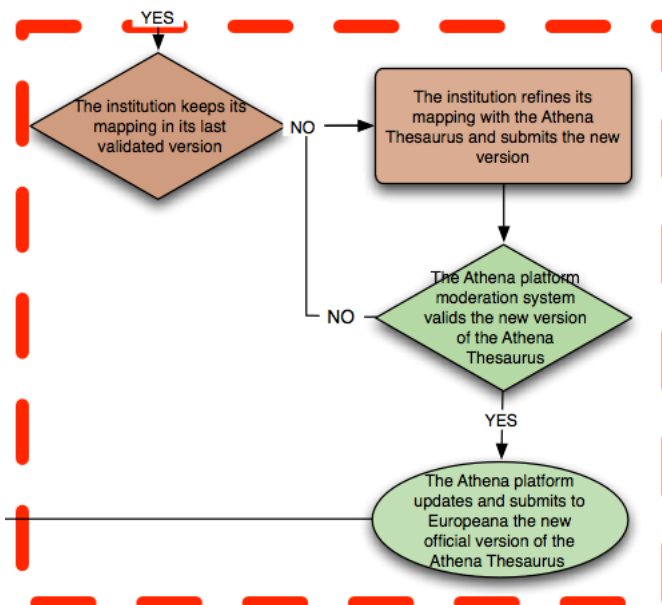 YES
The institution keeps its
mapping in its last
validated version
NO
The institution refines its
mapping with the Athena
Thesaurus and submits the new
version
The Athena platform
moderation system
valids the new version
of the Athena
Thesaurus
NO
YES
The Athena platform
updates and submits to
Europeana the new
official version of the
Athena Thesaurus